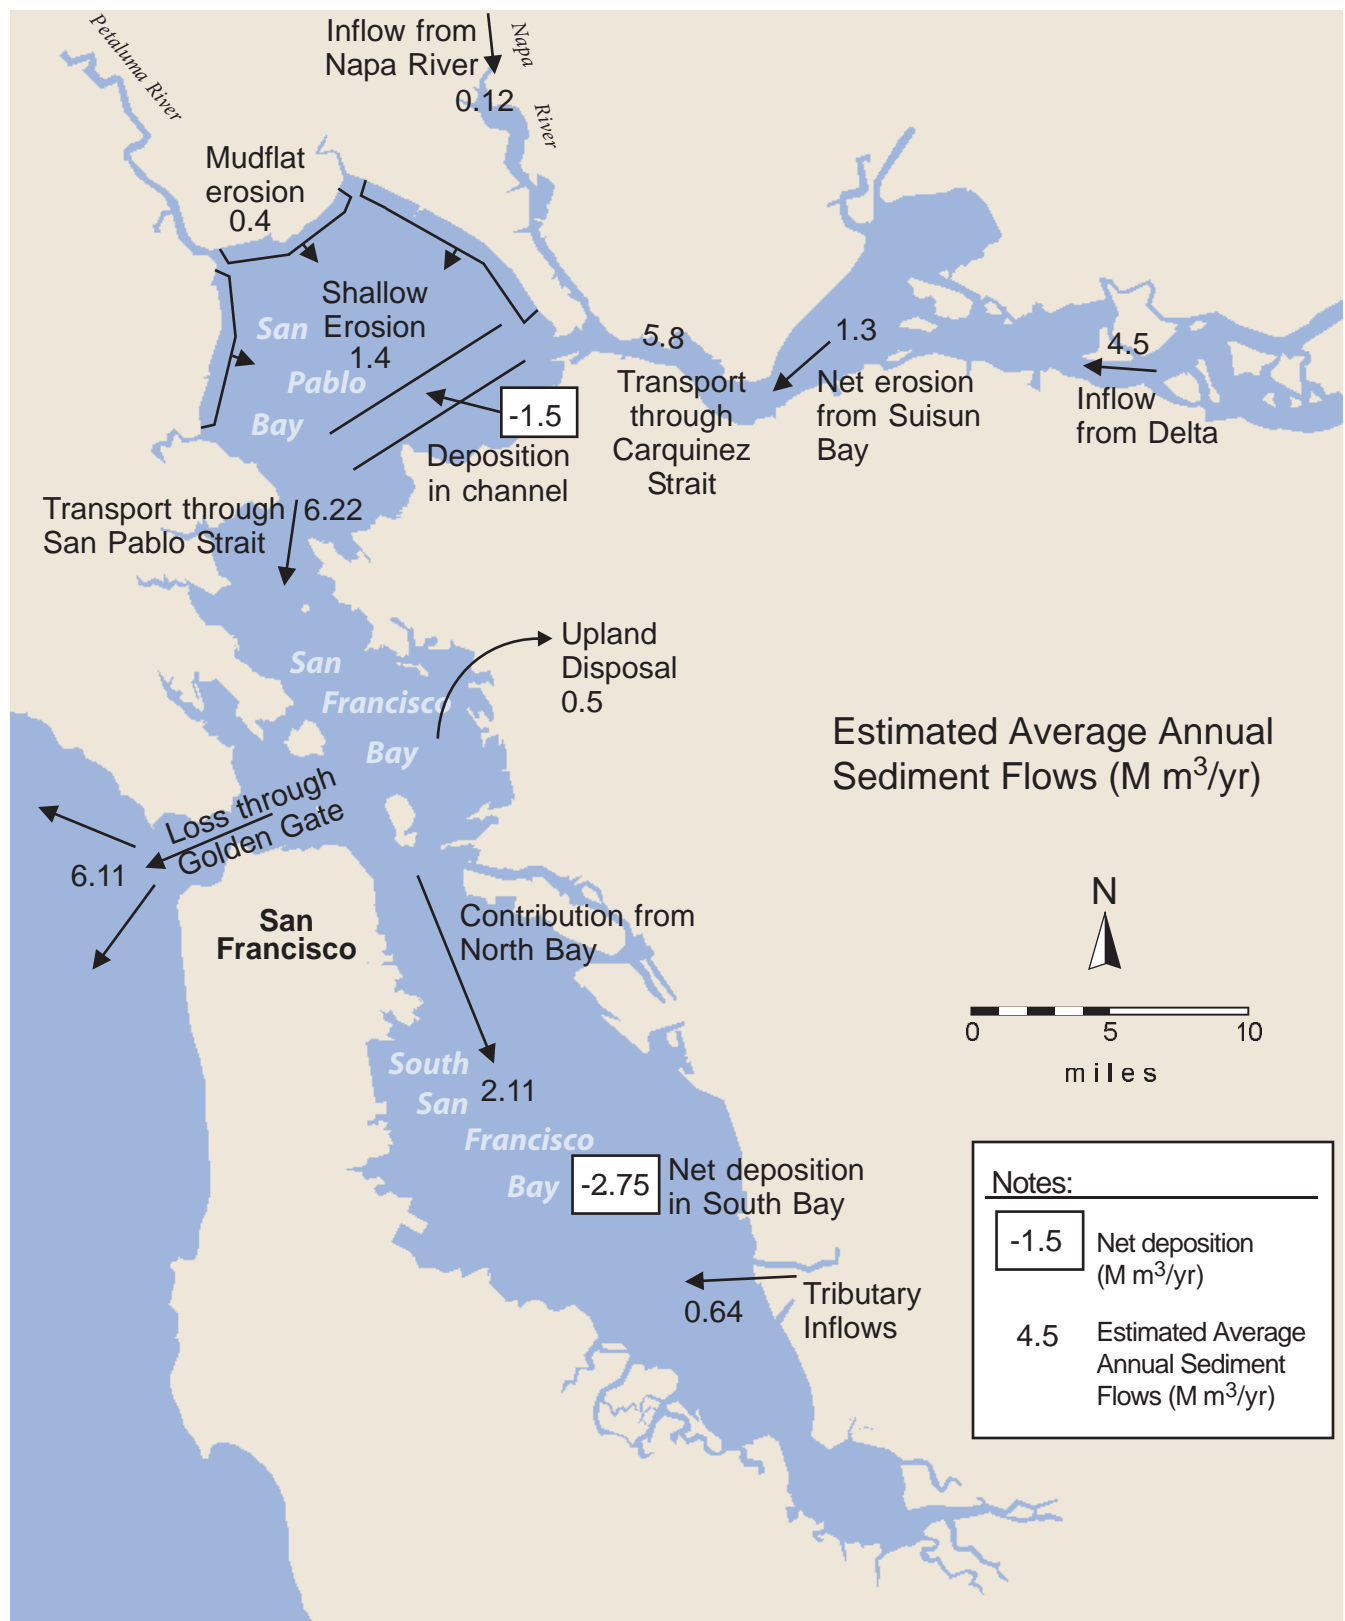 Petaluma River
Inflow from
Napa River
0.12
Napa
River
Mudflat
erosion
0.4
Shallow
Erosion
1.4
San
Pablo
Bay
-1.5
Deposition
in channel
5.8
Transport
through
Carquinez
Strait
1.3
Net erosion
from Suisun
Bay
4.5
Inflow
from Delta
Transport through
San Pablo Strait
6.22
San
Francisco
Bay
Upland
Disposal
0.5
Estimated Average Annual
Sediment Flows (M m³/yr)
Loss through
Golden Gate
6.11
San
Francisco
Contribution from
North Bay
2.11
South
San
Francisco
Bay
-2.75
Net deposition
in South Bay
0.64
Tributary
Inflows
N
0 5 10
miles
Notes:
-1.5
Net deposition
(M m³/yr)
4.5
Estimated Average
Annual Sediment
Flows (M m³/yr)